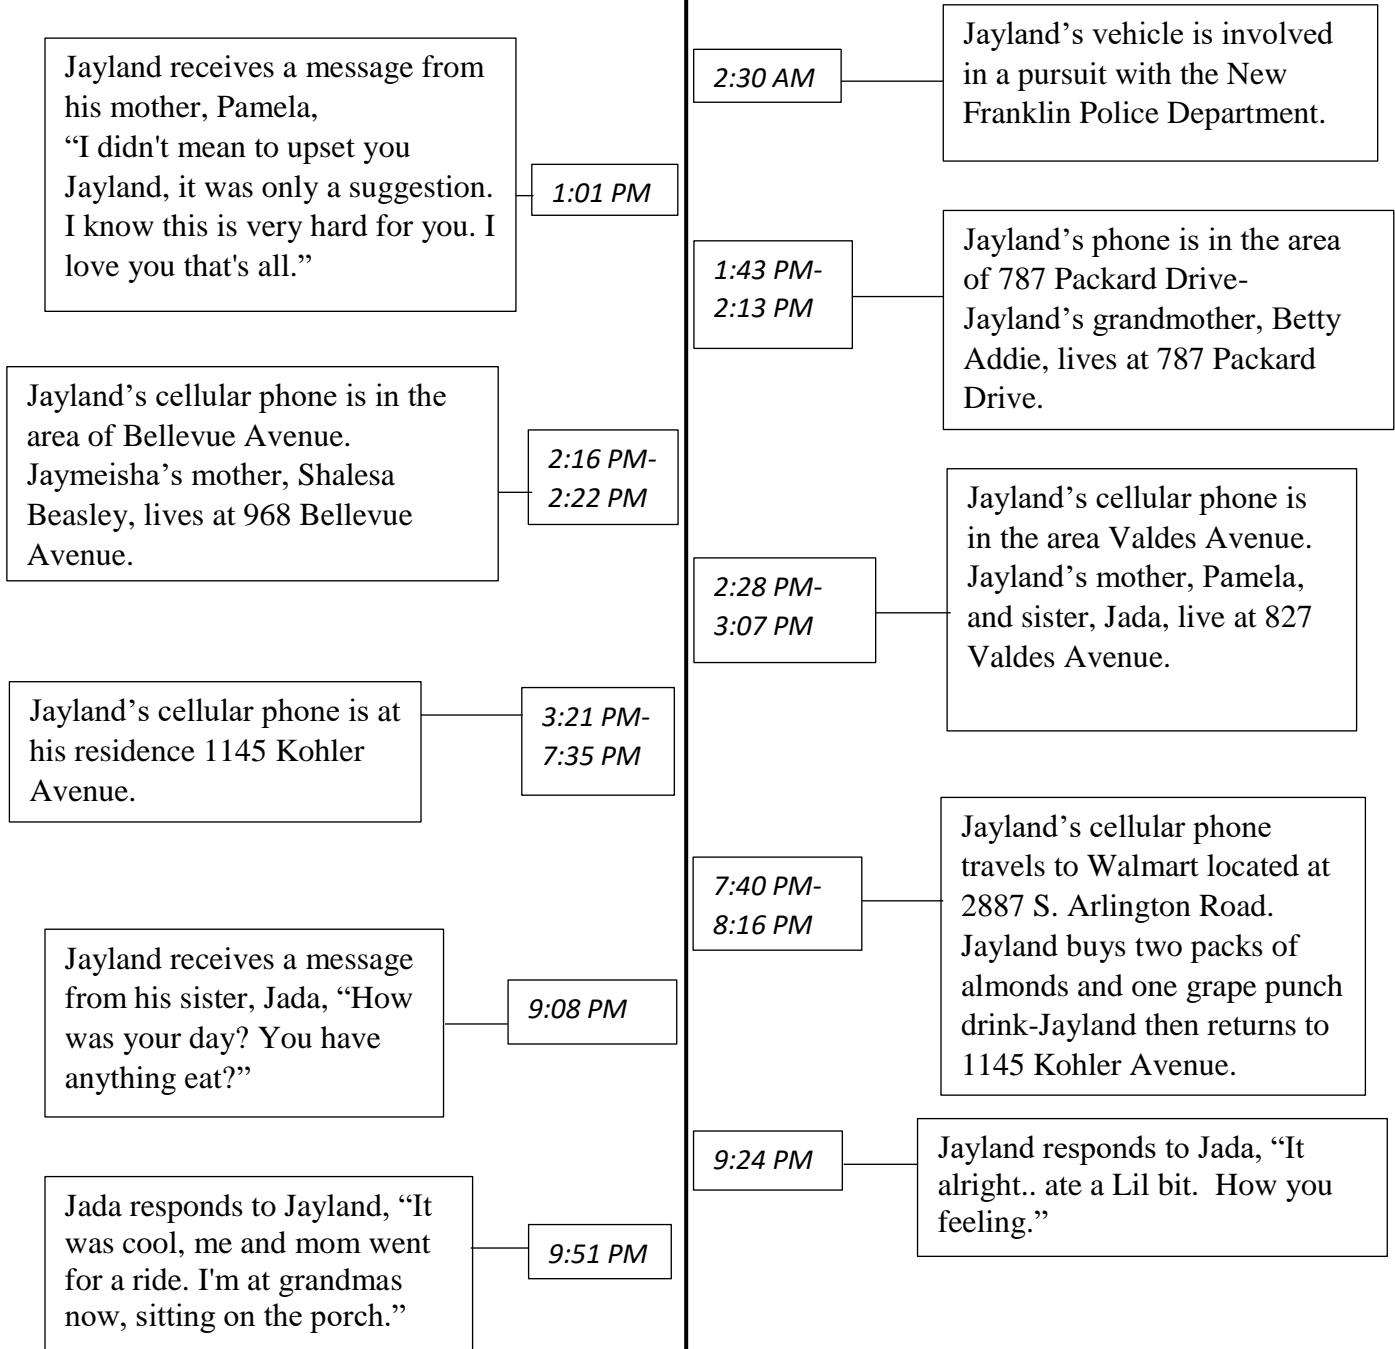 2:30 AM
Jayland’s vehicle is involved
in a pursuit with the New
Franklin Police Department.
Jayland receives a message from
his mother, Pamela,
“I didn't mean to upset you
Jayland, it was only a suggestion.
I know this is very hard for you. I
love you that's all.”
1:01 PM
1:43 PM-
2:13 PM
Jayland’s phone is in the area
of 787 Packard Drive-
Jayland’s grandmother, Betty
Addie, lives at 787 Packard
Drive.
Jayland’s cellular phone is in the
area of Bellevue Avenue.
Jaymeisha’s mother, Shalesa
Beasley, lives at 968 Bellevue
Avenue.
2:16 PM-
2:22 PM
2:28 PM-
3:07 PM
Jayland’s cellular phone is
in the area Valdes Avenue.
Jayland’s mother, Pamela,
and sister, Jada, live at 827
Valdes Avenue.
Jayland’s cellular phone is at
his residence 1145 Kohler
Avenue.
3:21 PM-
7:35 PM
7:40 PM-
8:16 PM
Jayland’s cellular phone
travels to Walmart located at
2887 S. Arlington Road.
Jayland buys two packs of
almonds and one grape punch
drink-Jayland then returns to
1145 Kohler Avenue.
Jayland receives a message
from his sister, Jada, “How
was your day? You have
anything eat?”
9:08 PM
9:24 PM
Jayland responds to Jada, “It
alright.. ate a Lil bit.  How you
feeling.”
Jada responds to Jayland, “It
was cool, me and mom went
for a ride. I'm at grandmas
now, sitting on the porch.”
9:51 PM